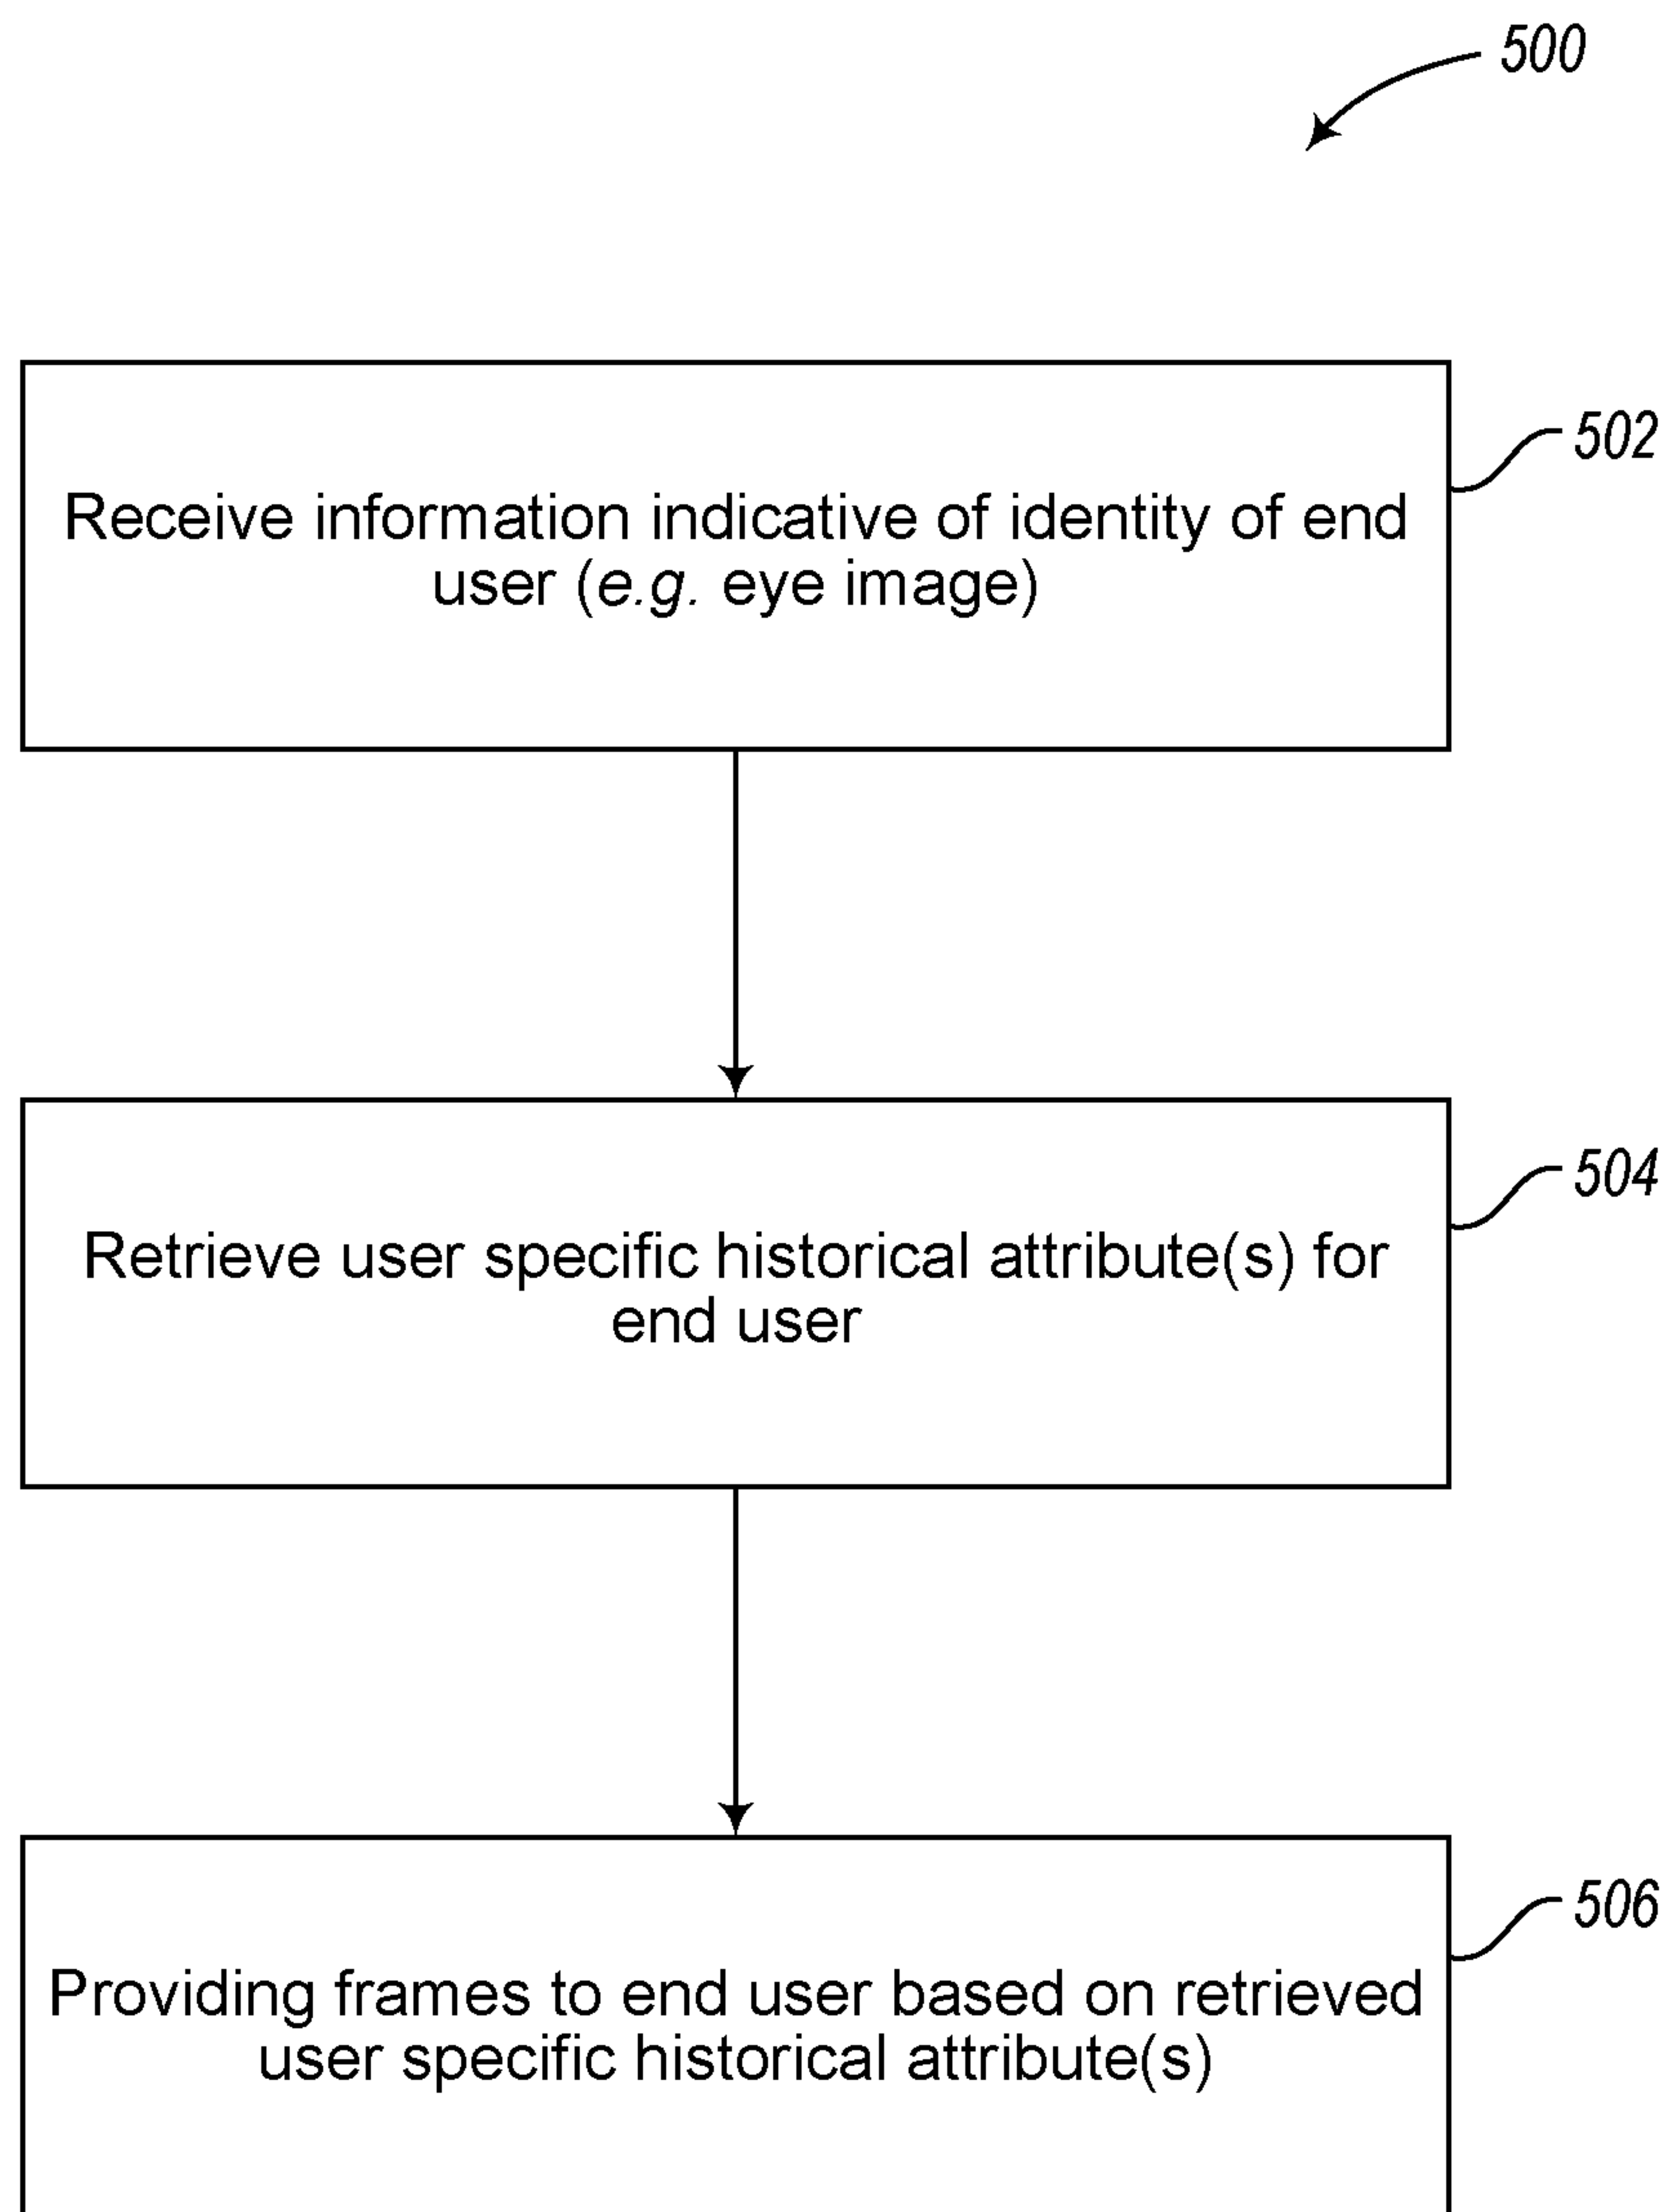 500
Receive information indicative of identity of end
user (e.g. eye image)
502
Retrieve user specific historical attribute(s) for
end user
504
Providing frames to end user based on retrieved
user specific historical attribute(s)
506